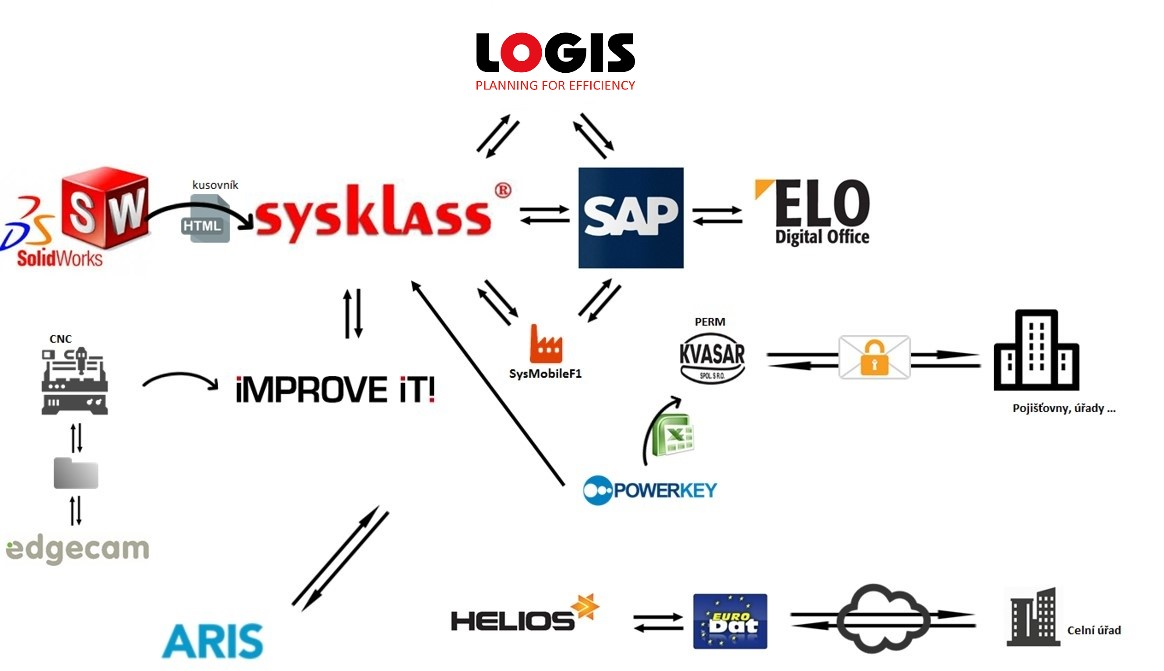 LOGIS
PLANNING FOR EFFICIENCY
SW
DS
SolidWorks
kusovník
HTML
sysklass®
SAP
ELO
Digital Office
CNC
iMPROVE iT!
SysMobileF1
PERM
KVASAR
SPOL. S R.O.
Pojišťovny, úřady ...
X
POWERKEY
edgecam
ARIS
HELIOS
EURO
Dat
Celní úřad